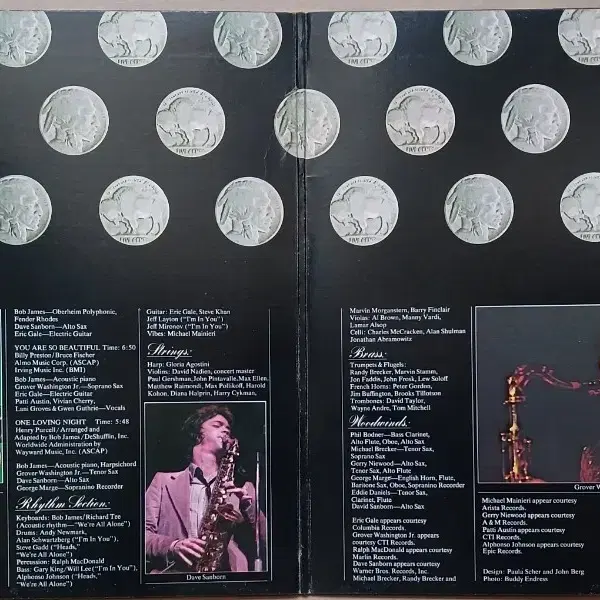 Bob James—Oberheim Polyphonic,
Fender Rhodes
Dave Sanborn—Alto Sax
Eric Gale—Electric Guitar
YOU ARE SO BEAUTIFUL Time: 6:50
Billy Preston/Bruce Fischer
Almo Music Corp. (ASCAP)
Irving Music Inc. (BMI)
Bob James—Acoustic piano
Grover Washington Jr.—Soprano Sax
Eric Gale—Electric Guitar
Patti Austin, Vivian Cherry,
Lani Groves & Gwen Guthrie—Vocals
ONE LOVING NIGHT Time: 5:48
Henry Purcell/Arranged and
Adapted by Bob James/DeShufflin, Inc.
Worldwide Administration by
Wayward Music, Inc. (ASCAP)
Bob James—Acoustic piano, Harpsichord
Grover Washington Jr.—Tenor Sax
Dave Sanborn—Alto Sax
George Marge—Sopranino Recorder
Rhythm Section:
Keyboards: Bob James/Richard Tee
(Acoustic rhythm—"We're All Alone")
Drums: Andy Newmark,
Alan Schwartzberg ("I'm In You")
Steve Gadd ("Heads,"
"We're All Alone")
Percussion: Ralph MacDonald
Bass: Gary King/Will Lee ("I'm In You"),
Alphonso Johnson ("Heads,"
"We're All Alone")
Guitar: Eric Gale, Steve Khan
Jeff Layton ("I'm In You")
Jeff Mironov ("I'm In You")
Vibes: Michael Mainieri
Strings:
Harp: Gloria Agostini
Violins: David Nadien, concert master
Paul Gershman, John Pintavalle, Max Ellen,
Matthew Raimondi, Max Pollikoff, Harold
Kohon, Diana Halprin, Harry Cykman,
Dave Sanborn
Marvin Morgenstern, Barry Finclair
Violas: Al Brown, Manny Vardi,
Lamar Alsop
Celli: Charles McCracken, Alan Shulman
Jonathan Abramowitz
Brass:
Trumpets & Flugels:
Randy Brecker, Marvin Stamm,
Jon Faddis, John Frosk, Lew Soloff
French Horns: Peter Gordon,
Jim Buffington, Brooks Tillotson
Trombones: David Taylor,
Wayne Andre, Tom Mitchell
Woodwinds:
Phil Bodner—Bass Clarinet,
Alto Flute, Oboe, Alto Sax
Michael Brecker—Tenor Sax,
Soprano Sax
Gerry Niewood—Alto Sax,
Tenor Sax, Alto Flute
George Marge—English Horn, Flute,
Baritone Sax, Oboe, Sopranino Recorder
Eddie Daniels—Tenor Sax,
Clarinet, Flute
David Sanborn—Alto Sax
Eric Gale appears courtesy
Columbia Records.
Grover Washington Jr. appears
courtesy CTI Records.
Ralph MacDonald appears courtesy
Marlin Records.
Dave Sanborn appears courtesy
Warner Bros. Records, Inc.
Michael Brecker, Randy Brecker and
Grover W
Michael Mainieri appear courtesy
Arista Records.
Gerry Niewood appears courtesy
A & M Records.
Patti Austin appears courtesy
CTI Records.
Alphonso Johnson appears courtesy
Epic Records.
Design: Paula Scher and John Berg
Photo: Buddy Endress